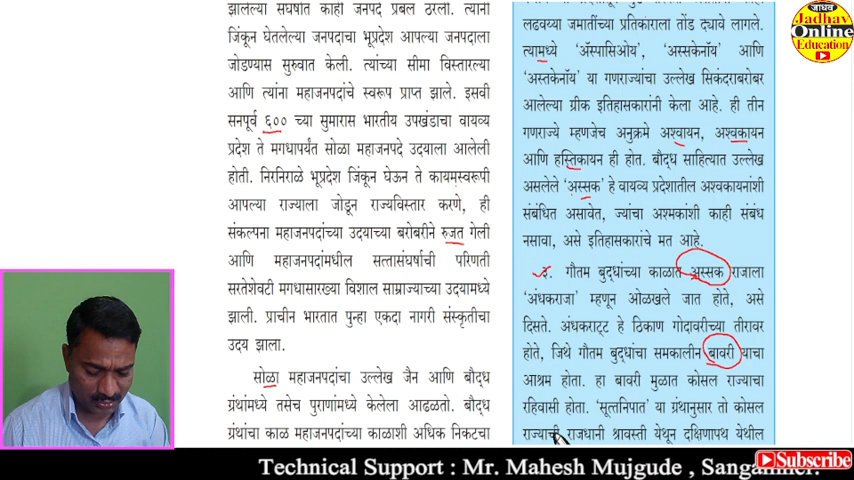 झालेल्या संघर्षात काही जनपदे प्रबळ ठरली. त्यांनी
जिंकून घेतलेल्या जनपदाचा भूप्रदेश आपल्या जनपदाला
जोडण्यास सुरुवात केली. त्यांच्या सीमा विस्तारल्या
आणि त्यांना महाजनपदांचे स्वरूप प्राप्त झाले. इसवी
सनपूर्व ६०० च्या सुमारास भारतीय उपखंडाचा वायव्य
प्रदेश ते मगधापर्यंत सोळा महाजनपदे उदयाला आलेली
होती. निरनिराळे भूप्रदेश जिंकून घेऊन ते कायमस्वरूपी
आपल्या राज्याला जोडून राज्यविस्तार करणे, ही
संकल्पना महाजनपदांच्या उदयाच्या बरोबरीने रुजत गेली
आणि महाजनपदांमधील सत्तासंघर्षाची परिणती
सरतेशेवटी मगधासारख्या विशाल साम्राज्याच्या उदयामध्ये
झाली. प्राचीन भारतात पुन्हा एकदा नागरी संस्कृतीचा
उदय झाला.
सोळा महाजनपदांचा उल्लेख जैन आणि बौद्ध
ग्रंथांमध्ये तसेच पुराणांमध्ये केलेला आढळतो. बौद्ध
ग्रंथांचा काळ महाजनपदांच्या काळाशी अधिक निकटचा
लढवय्या जमातींच्या प्रतिकाराला तोंड द्यावे लागले.
त्यामध्ये 'अ‍ॅस्पासिओय, 'अस्सकेनॉय' आणि
'अस्तकेनॉय' या गणराज्यांचा उल्लेख सिकंदराबरोबर
आलेल्या ग्रीक इतिहासकारांनी केला आहे. ही तीन
गणराज्ये म्हणजेच अनुक्रमे अश्वायन, अश्वकायन
आणि हस्तिकायन ही होत. बौद्ध साहित्यात उल्लेख
असलेले 'अस्सक' हे वायव्य प्रदेशातील अश्वकायनांशी
संबंधित असावेत, ज्यांचा अश्मकांशी काही संबंध
नसावा, असे इतिहासकारांचे मत आहे.
३. गौतम बुद्धांच्या काळात अस्सक राजाला
'अंधकराजा' म्हणून ओळखले जात होते, असे
दिसते. अंधकराट्ट हे ठिकाण गोदावरीच्या तीरावर
होते, जिथे गौतम बुद्धांचा समकालीन बावरी याचा
आश्रम होता. हा बावरी मुळात कोसल राज्याचा
रहिवासी होता. 'सूत्तनिपात' या ग्रंथानुसार तो कोसल
राज्याची राजधानी श्रावस्ती येथून दक्षिणापथ येथील
जाधव
Jadhav
Online
Education
Technical Support : Mr. Mahesh Mujgude , Sangamner.
Subscribe